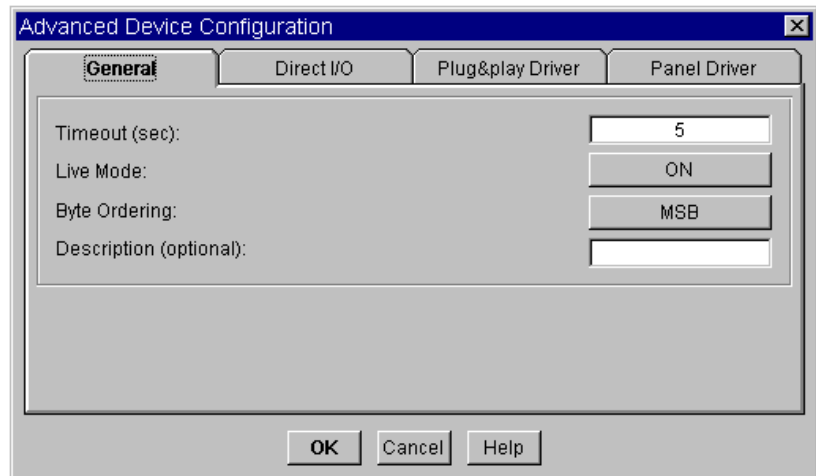 Advanced Device Configuration
General Direct I/O Plug&play Driver Panel Driver
Timeout (sec): 5
Live Mode: ON
Byte Ordering: MSB
Description (optional):
OK Cancel Help